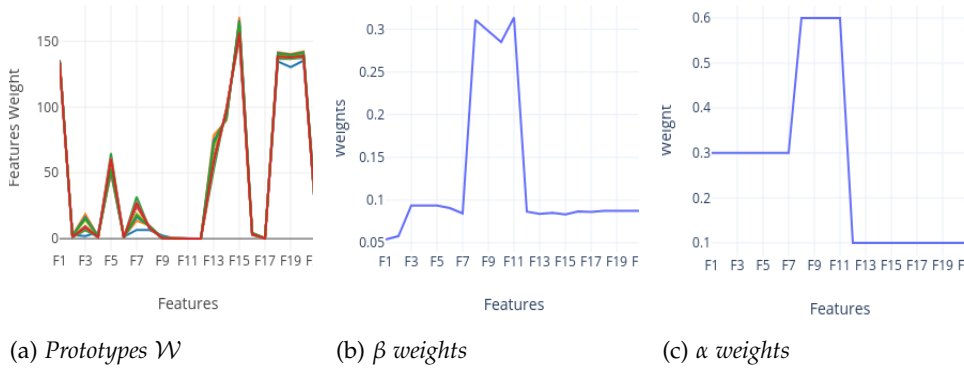 Features Weight
150
100
50
0
F1 F3 F5 F7 F9 F11 F13 F15 F17 F19 F
Features
(a) Prototypes W
weights
0.3
0.25
0.2
0.15
0.1
0.05
F1 F3 F5 F7 F9 F11 F13 F15 F17 F19
Features
(b) β weights
weight
0.6
0.5
0.4
0.3
0.2
0.1
F1 F3 F5 F7 F9 F11 F13 F15 F17 F19 F
Features
(c) α weights